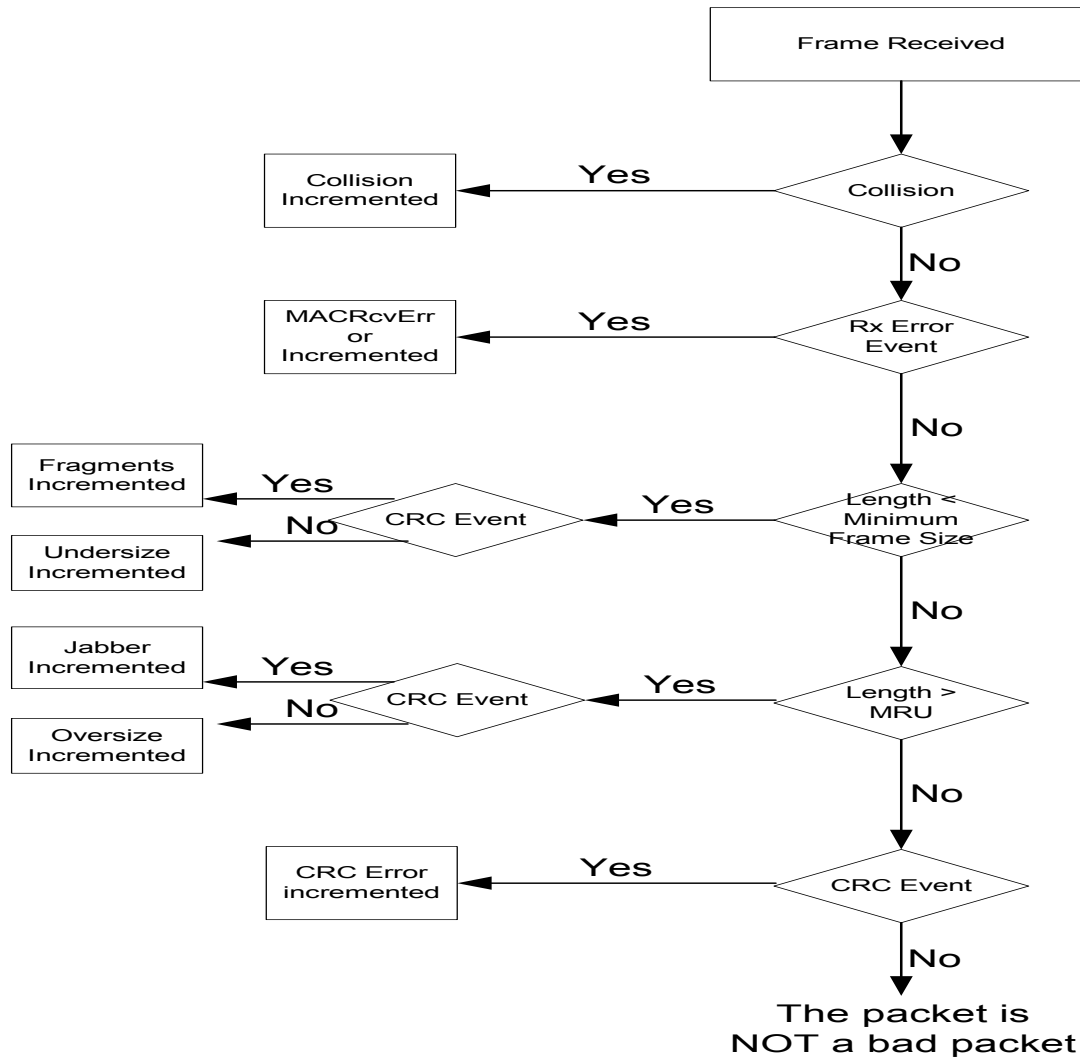 Frame Received
Collision
Incremented
Yes
Collision
No
MACRcvErr
or
Incremented
Yes
Rx Error
Event
No
Fragments
Incremented
Yes
CRC Event
Yes
Length <
Minimum
Frame Size
No
Undersize
Incremented
No
Jabber
Incremented
Yes
CRC Event
Yes
Length >
MRU
No
Oversize
Incremented
No
CRC Error
incremented
Yes
CRC Event
No
The packet is
NOT a bad packet